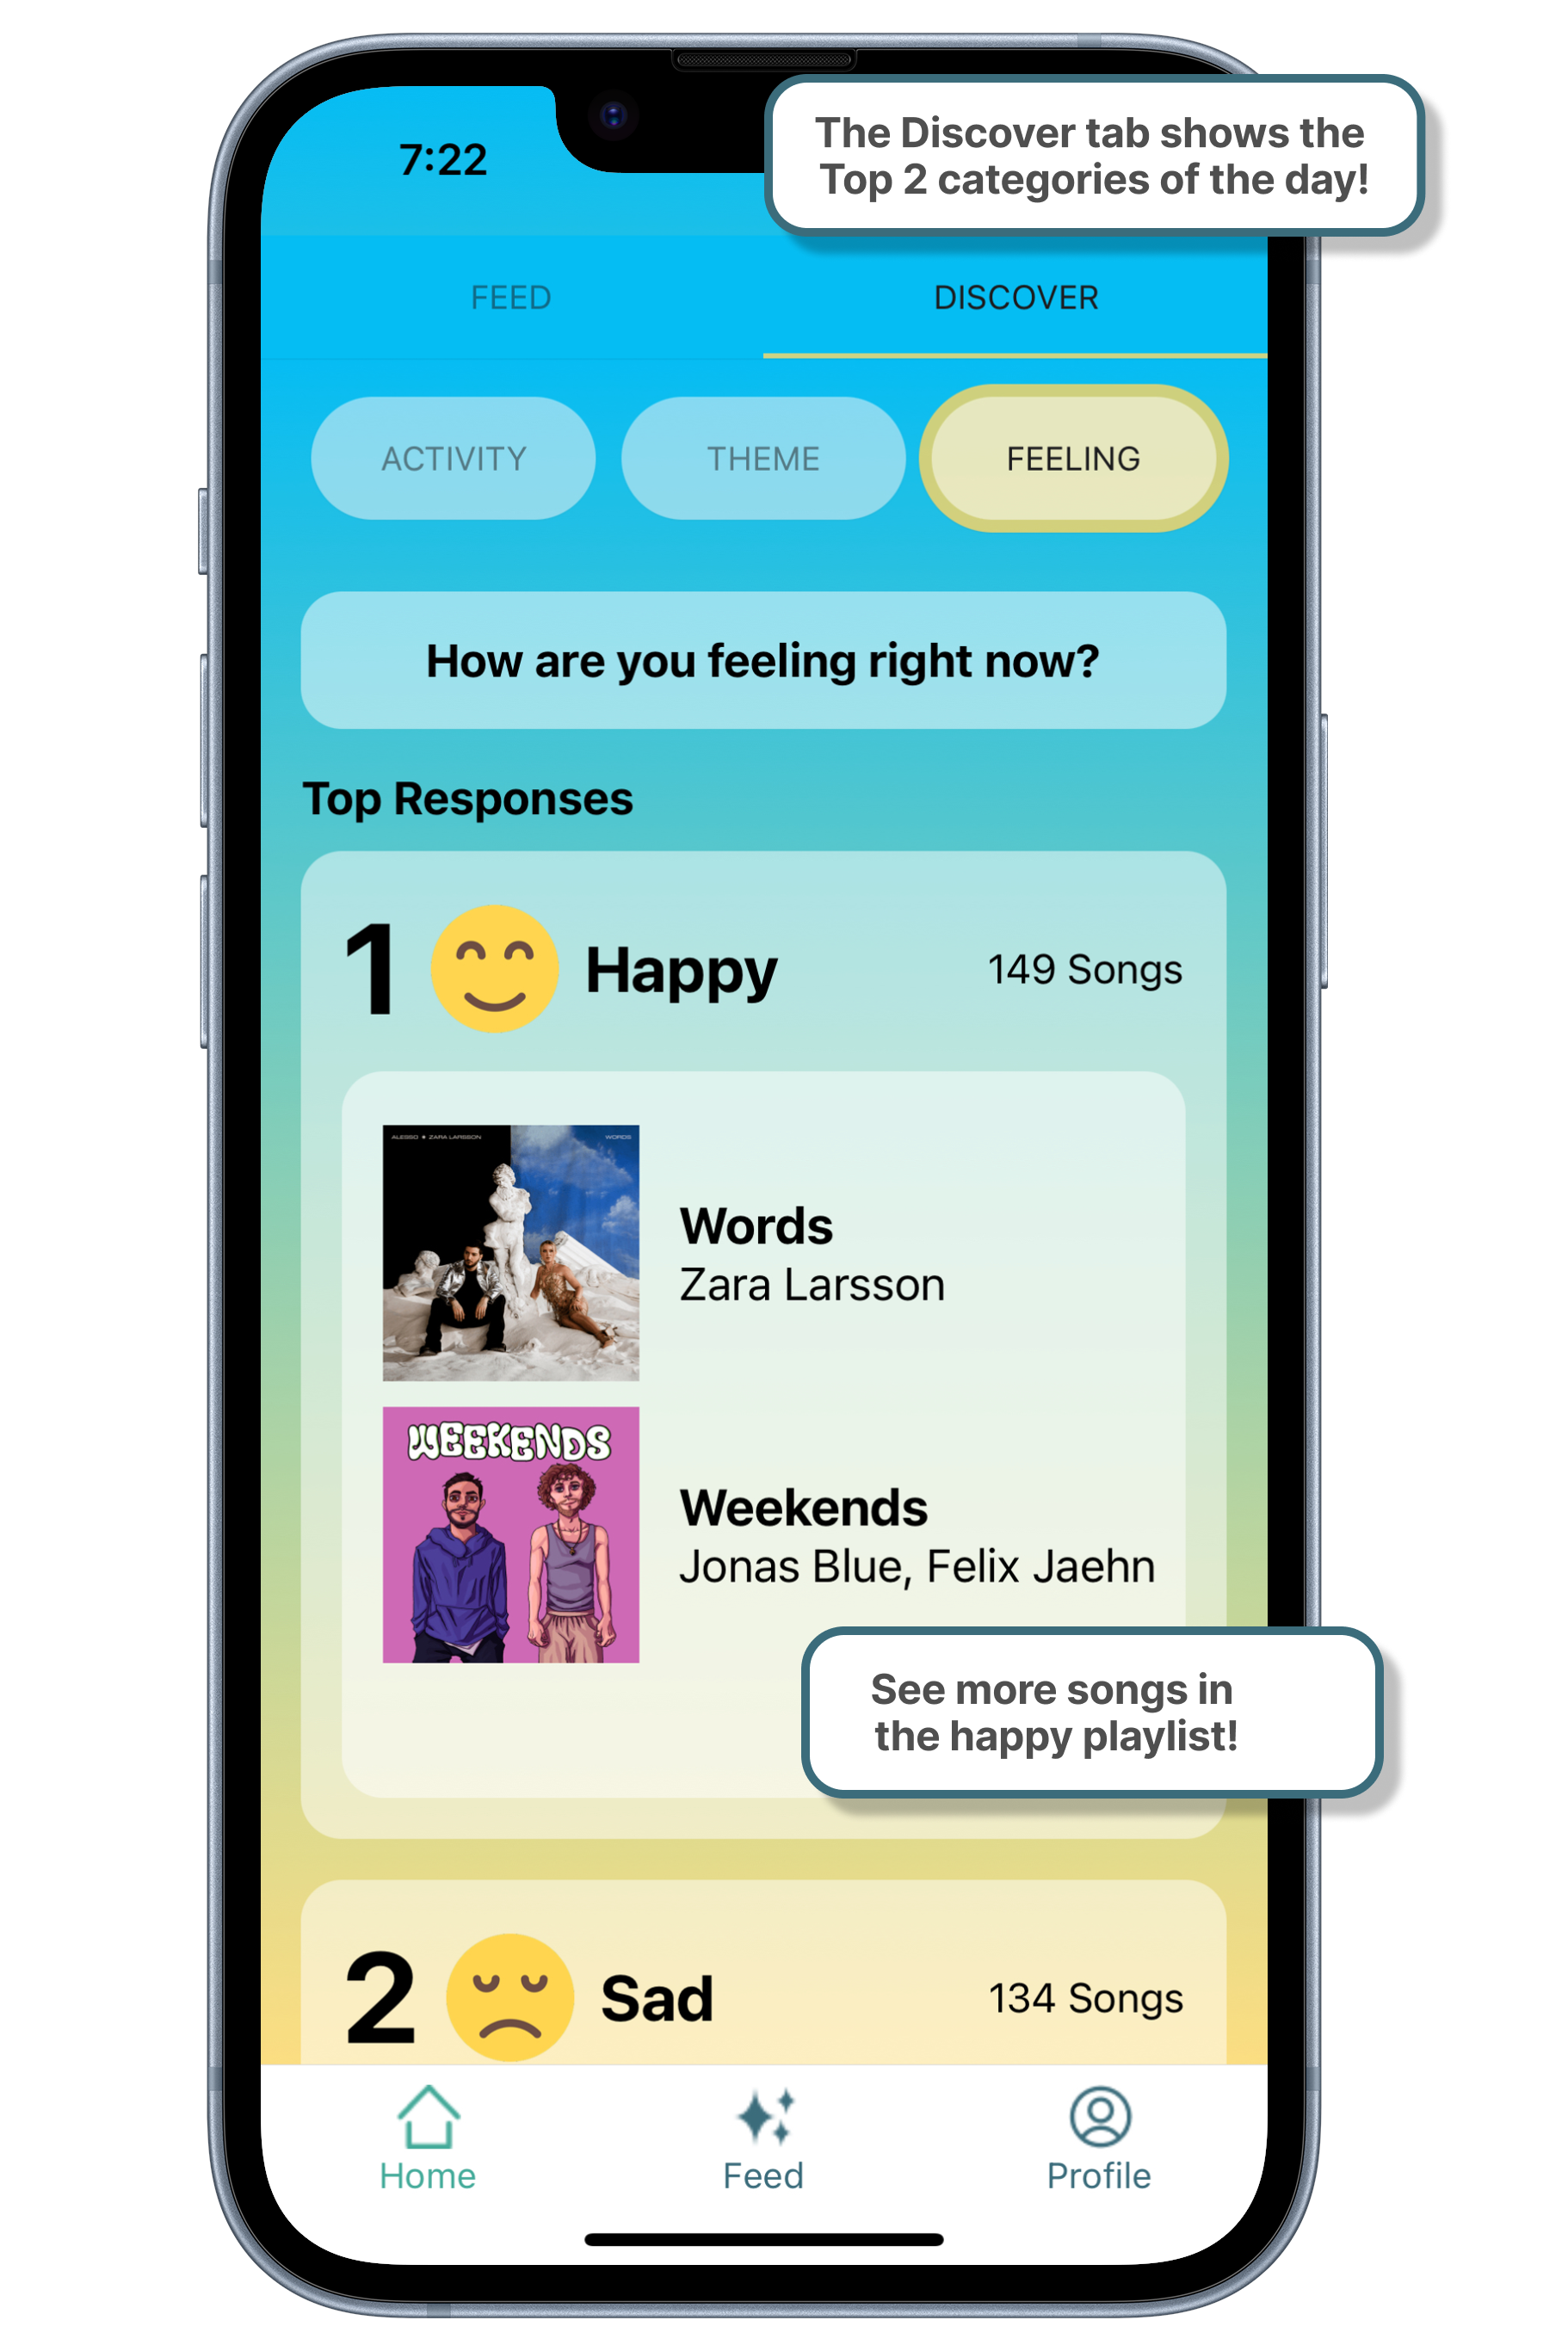 The Discover tab shows the
Top 2 categories of the day!
7:22
FEED
DISCOVER
ACTIVITY
THEME
FEELING
How are you feeling right now?
Top Responses
1
Happy
149 Songs
ALESSO ZARA LARSSON
WORDS
Words
Zara Larsson
WEEKENDS
Weekends
Jonas Blue, Felix Jaehn
See more songs in
the happy playlist!
2
Sad
134 Songs
Home
Feed
Profile